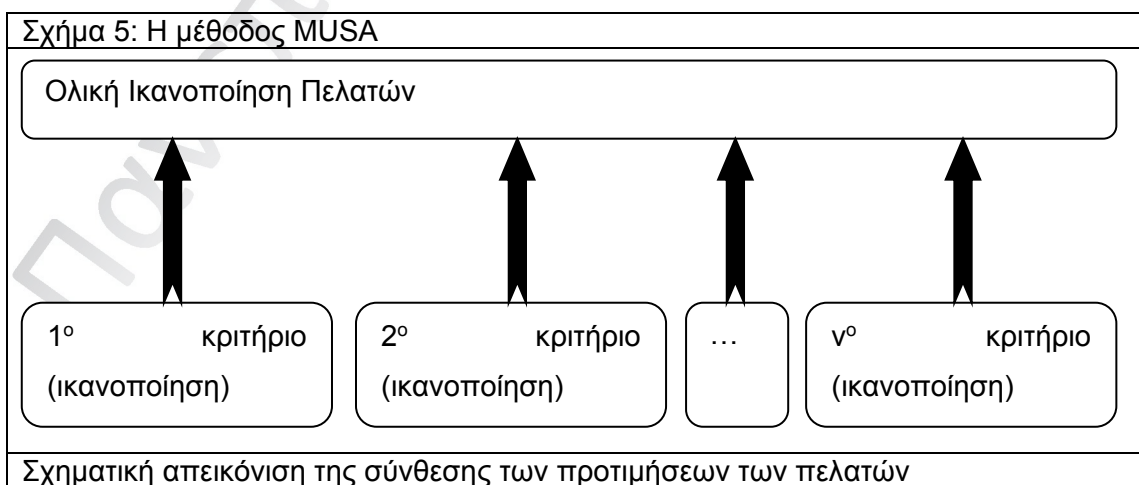 Σχήμα 5: Η μέθοδος MUSA
Ολική Ικανοποίηση Πελατών
1ο κριτήριο
(ικανοποίηση)
2ο κριτήριο
(ικανοποίηση)
…
νο κριτήριο
(ικανοποίηση)
Σχηματική απεικόνιση της σύνθεσης των προτιμήσεων των πελατών